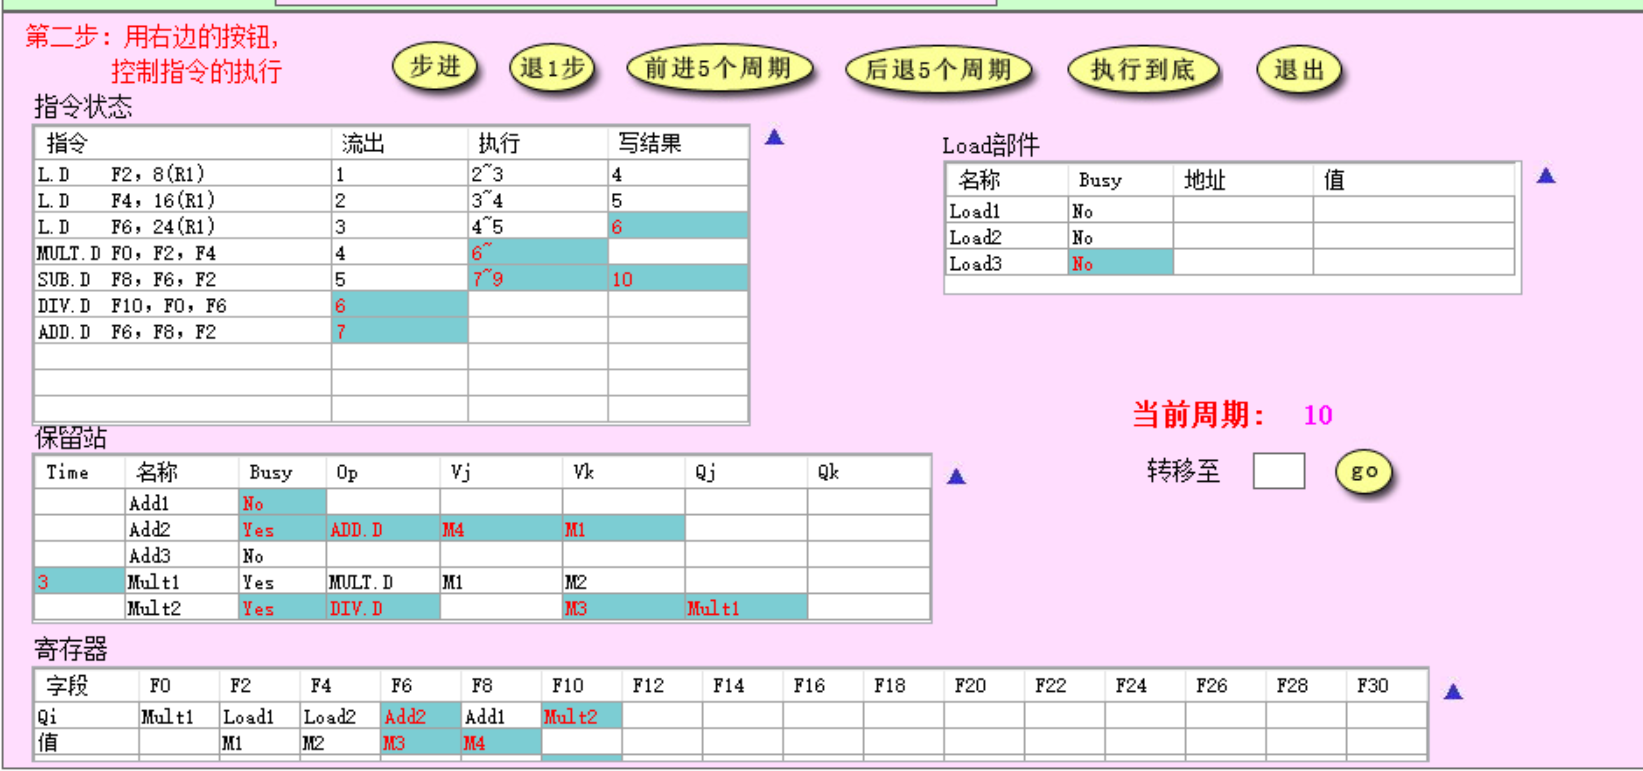 第二步：用右边的按钮，
控制指令的执行
步进 退1步 前进5个周期 后退5个周期 执行到底 退出
指令状态
指令 流出 执行 写结果
L.D F2，8(R1) 1 2~3 4
L.D F4，16(R1) 2 3~4 5
L.D F6，24(R1) 3 4~5 6
MULT.D F0，F2，F4 4 6~
SUB.D F8，F6，F2 5 7~9 10
DIV.D F10，F0，F6 6
ADD.D F6，F8，F2 7
Load部件
名称 Busy 地址 值
Load1 No
Load2 No
Load3 No
当前周期： 10
转移至 go
保留站
Time 名称 Busy Op Vj Vk Qj Qk
Add1 No
Add2 Yes ADD.D M4 M1
Add3 No
3 Mult1 Yes MULT.D M1 M2
Mult2 Yes DIV.D M3 Mult1
寄存器
字段 F0 F2 F4 F6 F8 F10 F12 F14 F16 F18 F20 F22 F24 F26 F28 F30
Qi Mult1 Load1 Load2 Add2 Add1 Mult2
值 M1 M2 M3 M4